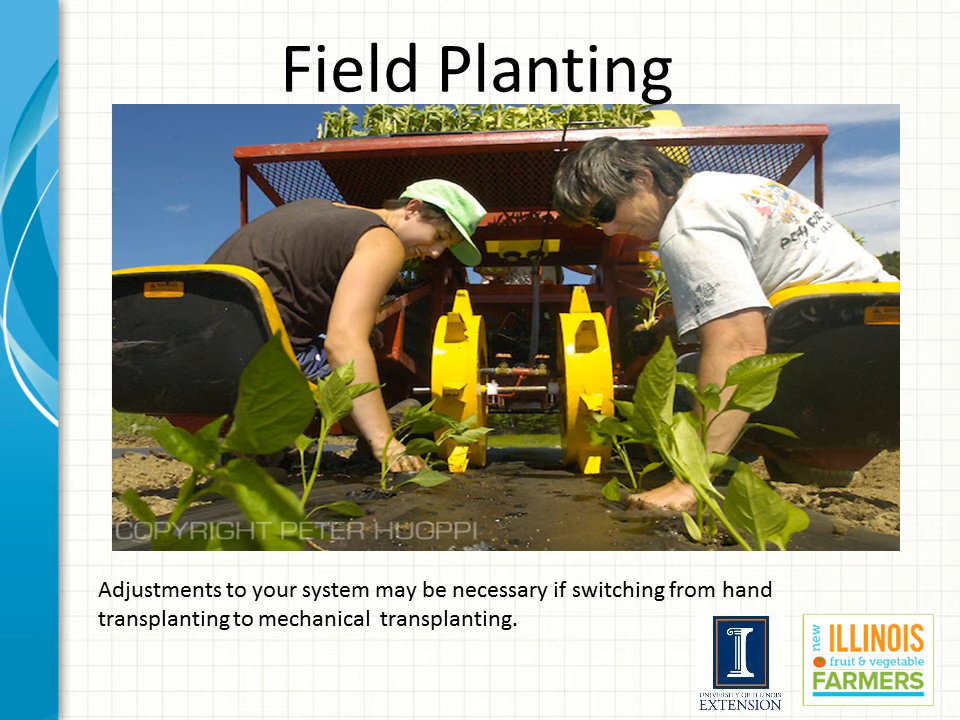 Field Planting
COPYRIGHT PETER HUOPPI
Adjustments to your system may be necessary if switching from hand
transplanting to mechanical transplanting.
I
UNIVERSITY OF ILLINOIS
EXTENSION
new
ILLINOIS
fruit & vegetable
FARMERS